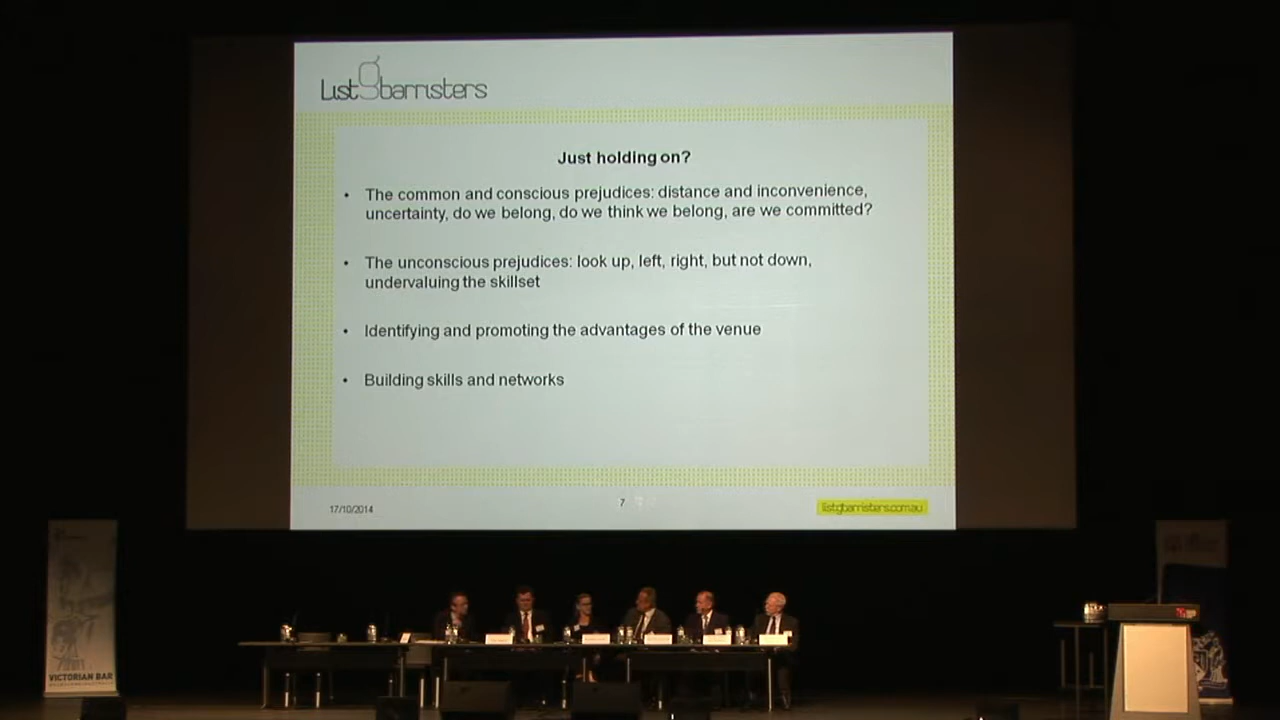 List g barristers
Just holding on?
• The common and conscious prejudices: distance and inconvenience,
uncertainty, do we belong, do we think we belong, are we committed?
• The unconscious prejudices: look up, left, right, but not down,
undervaluing the skillset
• Identifying and promoting the advantages of the venue
• Building skills and networks
17/10/2014
7
listgbarristers.com.au
VICTORIAN BAR